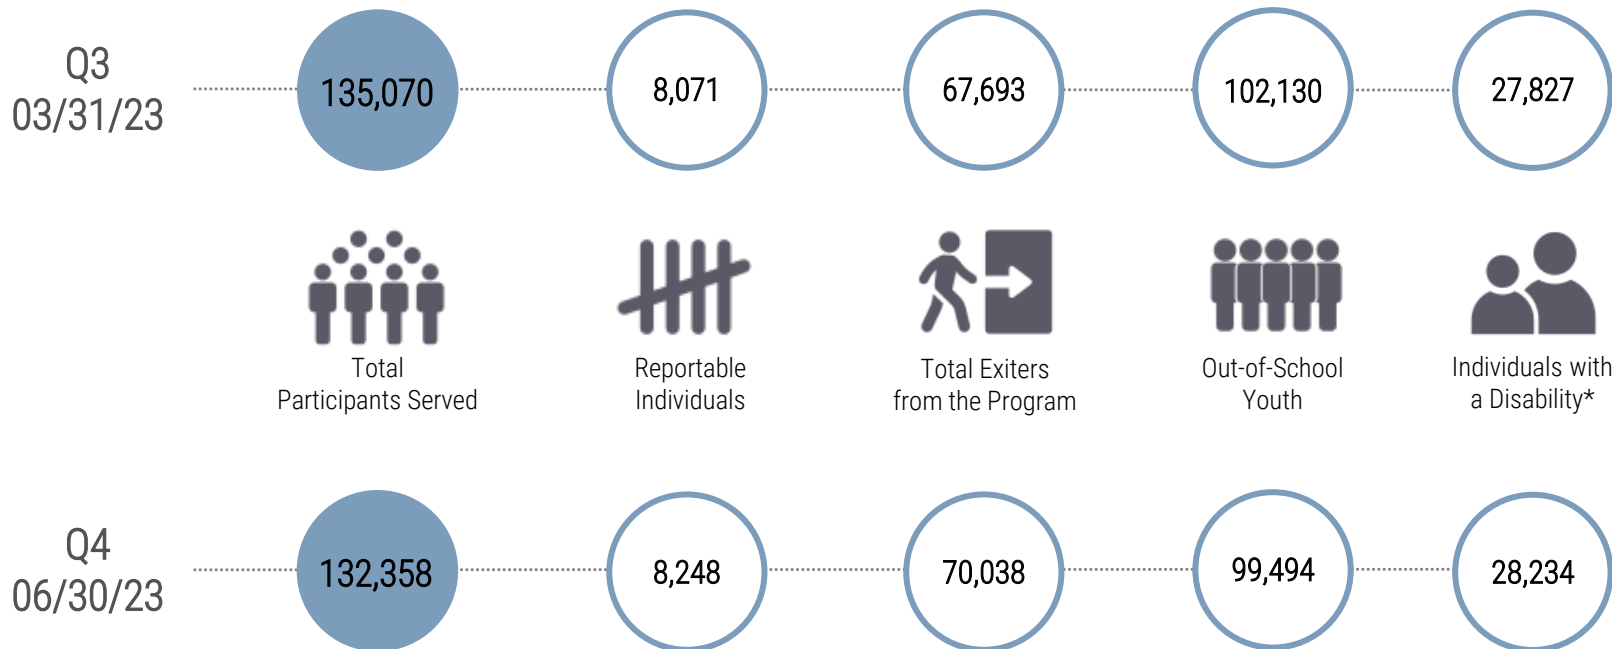 Q3
03/31/23
135,070
8,071
67,693
102,130
27,827
Total
Participants Served
Reportable
Individuals
Total Exiters
from the Program
Out-of-School
Youth
Individuals with
a Disability*
Q4
06/30/23
132,358
8,248
70,038
99,494
28,234